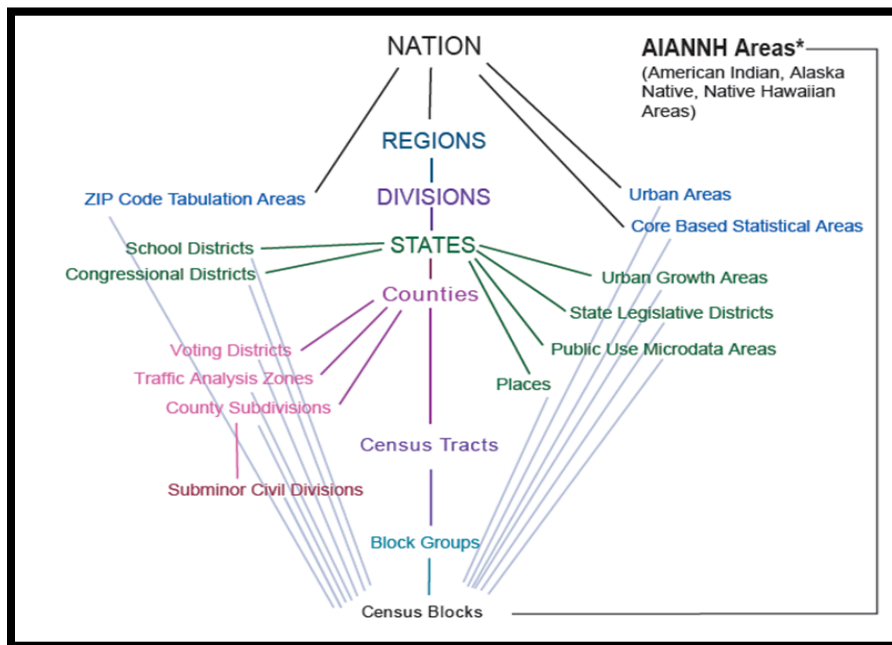 NATION
AIANNH Areas*
(American Indian, Alaska
Native, Native Hawaiian
Areas)
REGIONS
ZIP Code Tabulation Areas
DIVISIONS
Urban Areas
Core Based Statistical Areas
School Districts
STATES
Congressional Districts
Urban Growth Areas
Counties
State Legislative Districts
Voting Districts
Public Use Microdata Areas
Traffic Analysis Zones
Places
County Subdivisions
Census Tracts
Subminor Civil Divisions
Block Groups
Census Blocks